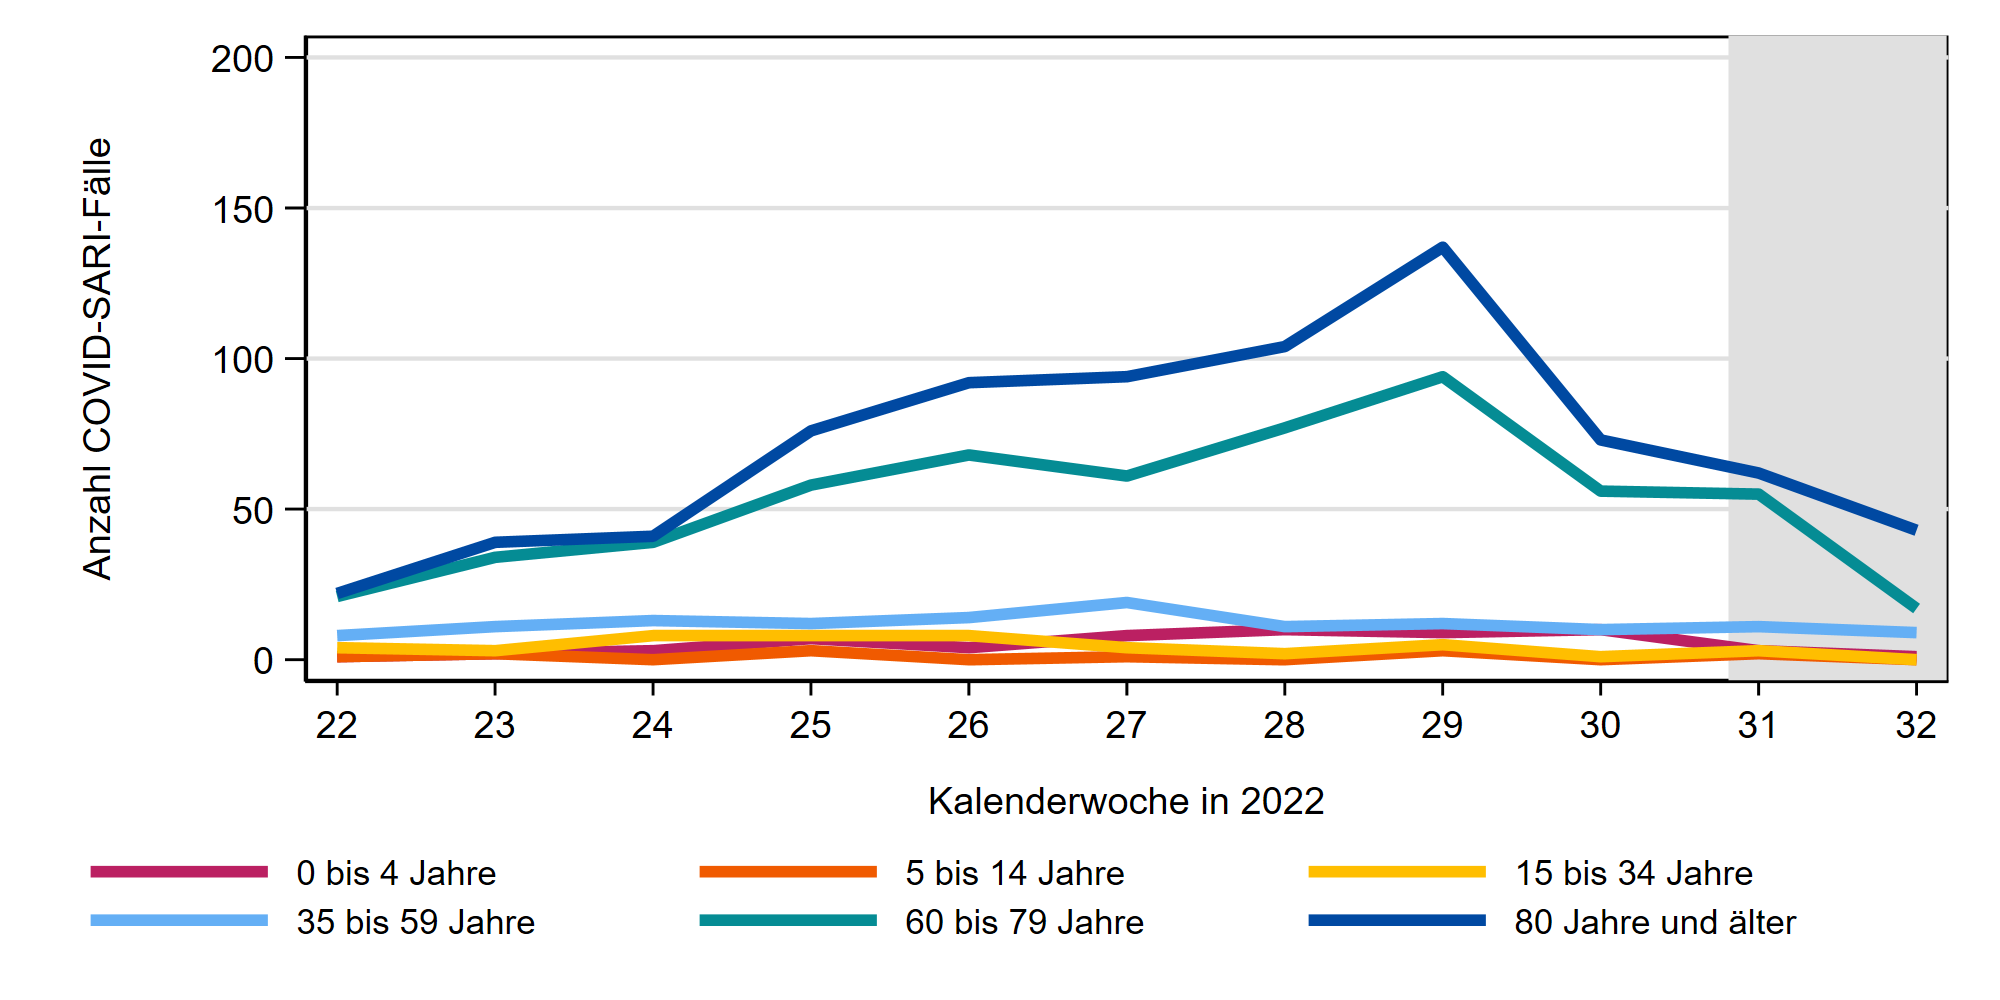 Anzahl COVID-SARI-Fälle
200
150
100
50
0
22 23 24 25 26 27 28 29 30 31 32
Kalenderwoche in 2022
0 bis 4 Jahre 5 bis 14 Jahre 15 bis 34 Jahre
35 bis 59 Jahre 60 bis 79 Jahre 80 Jahre und älter